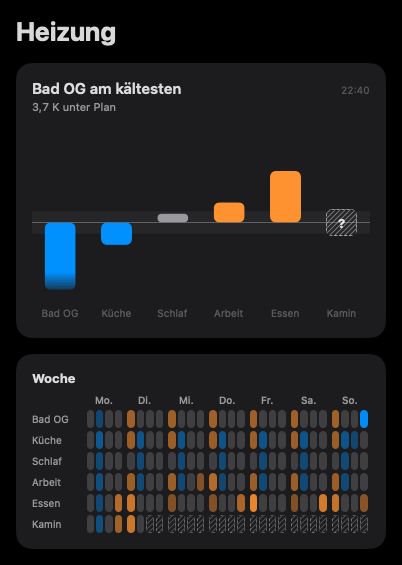 Heizung
Bad OG am kältesten
22:40
3,7 K unter Plan
?
Bad OG Küche Schlaf Arbeit Essen Kamin
Woche
Mo. Di. Mi. Do. Fr. Sa. So.
Bad OG
Küche
Schlaf
Arbeit
Essen
Kamin